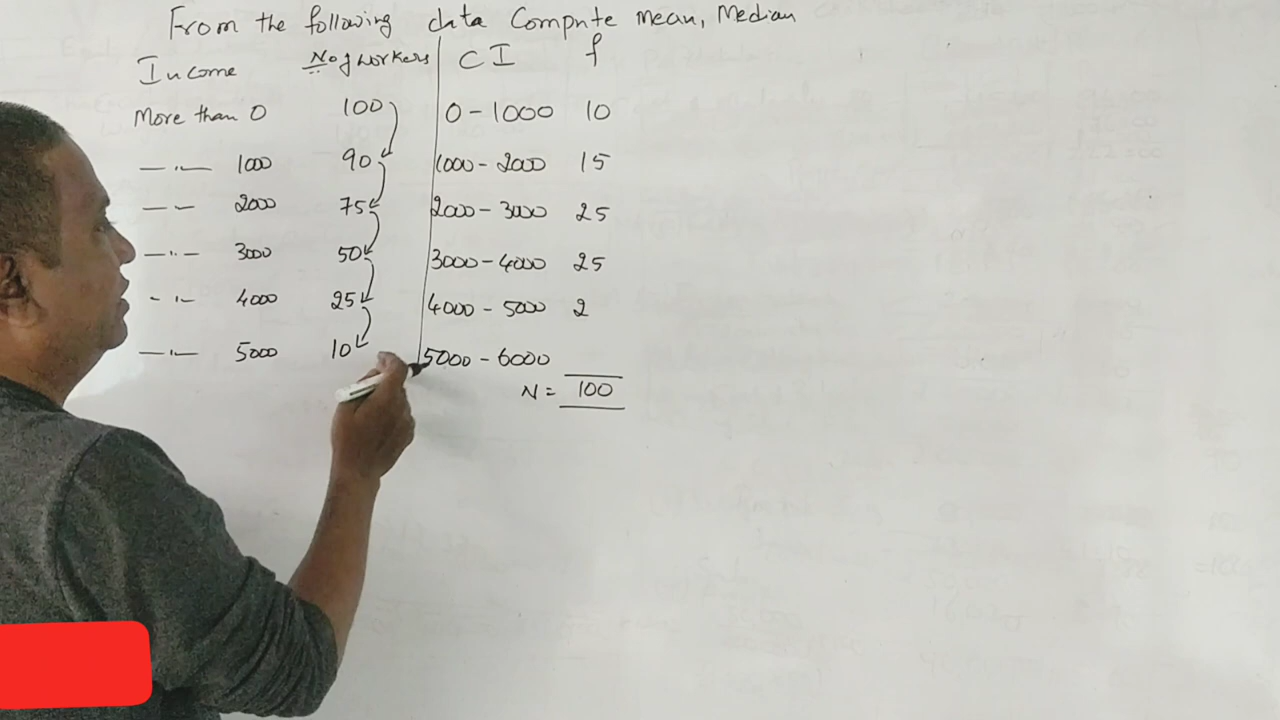 From the following data Compute mean, Median
Income No of workers CI f
More than 0 100 0 - 1000 10
—"— 1000 90 1000 - 2000 15
—"— 2000 75 2000 - 3000 25
—"— 3000 50 3000 - 4000 25
—"— 4000 25 4000 - 5000 2
—"— 5000 10 5000 - 6000
N = 100